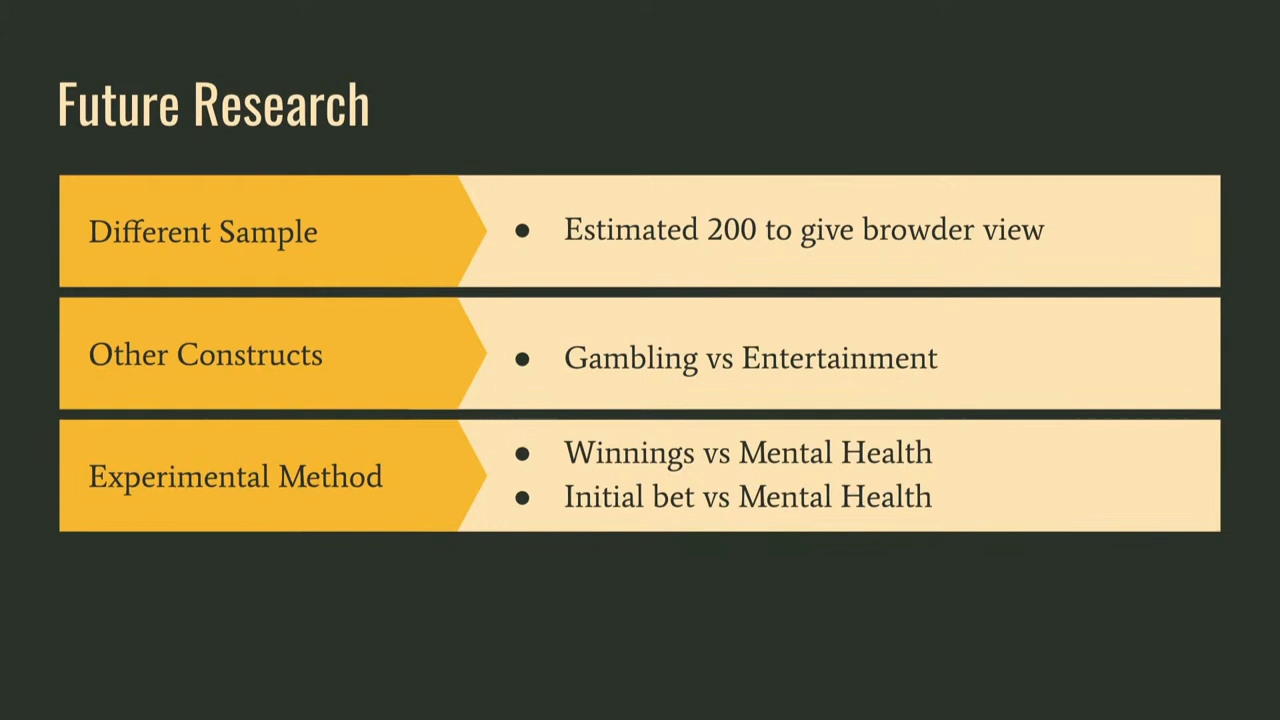 Future Research
Different Sample
● Estimated 200 to give browder view
Other Constructs
● Gambling vs Entertainment
Experimental Method
● Winnings vs Mental Health
● Initial bet vs Mental Health